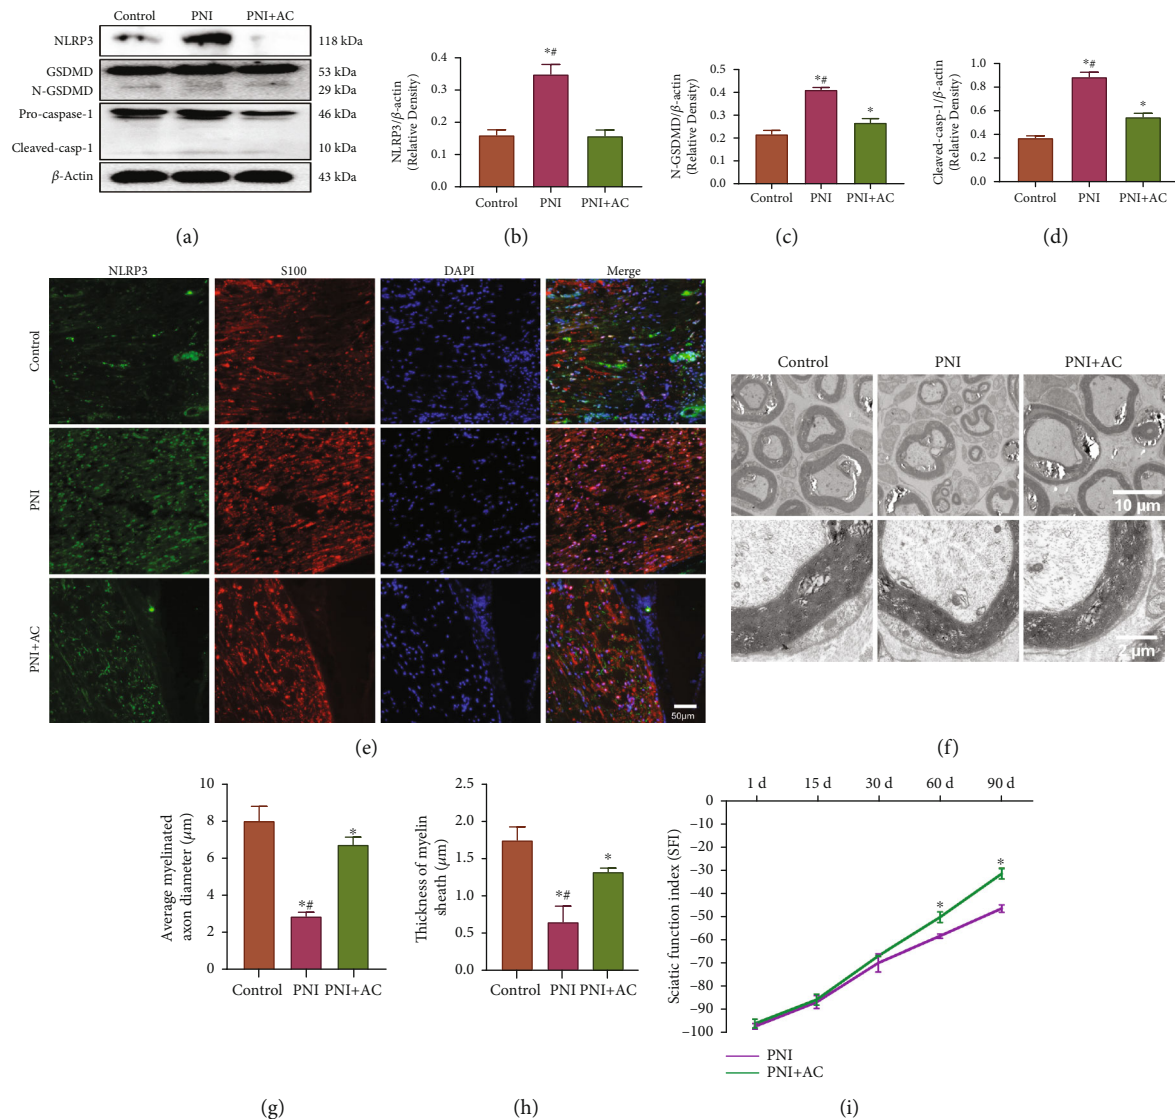 Control PNI PNI+AC
NLRP3 118 kDa
GSDMD 53 kDa
N-GSDMD 29 kDa
Pro-caspase-1 46 kDa
Cleaved-casp-1 10 kDa
β-Actin 43 kDa
(a)
NLRP3/β-actin
(Relative Density)
0.4
0.3
0.2
0.1
0.0
*#
Control PNI PNI+AC
(b)
N-GSDMD/β-actin
(Relative Density)
0.5
0.4
0.3
0.2
0.1
0.0
*#
*
Control PNI PNI+AC
(c)
Cleaved-casp-1/β-actin
(Relative Density)
1.0
0.8
0.6
0.4
0.2
0.0
*#
*
Control PNI PNI+AC
(d)
NLRP3 S100 DAPI Merge
Control
PNI
PNI+AC
50μm
(e)
Control PNI PNI+AC
10 μm
2 μm
(f)
Average myelinated
axon diameter (μm)
8
6
4
2
0
10
*#
*
Control PNI PNI+AC
(g)
Thickness of myelin
sheath (μm)
2.5
2.0
1.5
1.0
0.5
0.0
*#
*
Control PNI PNI+AC
(h)
1 d 15 d 30 d 60 d 90 d
Sciatic function index (SFI)
0
−10
−20
−30
−40
−50
−60
−70
−80
−90
−100
*
*
PNI
PNI+AC
(i)